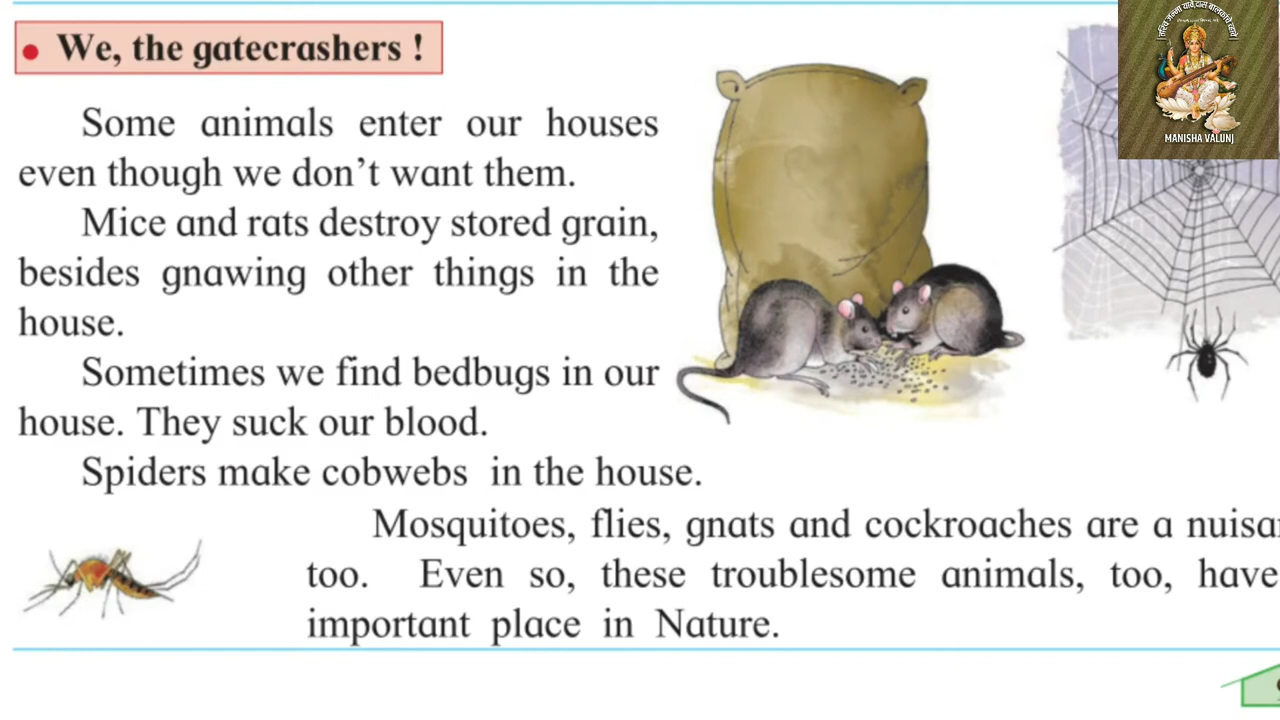 • We, the gatecrashers !
Some animals enter our houses
even though we don’t want them.
Mice and rats destroy stored grain,
besides gnawing other things in the
house.
Sometimes we find bedbugs in our
house. They suck our blood.
Spiders make cobwebs in the house.
Mosquitoes, flies, gnats and cockroaches are a
too. Even so, these troublesome animals, too, have
important place in Nature.
MANISHA VALUNJ